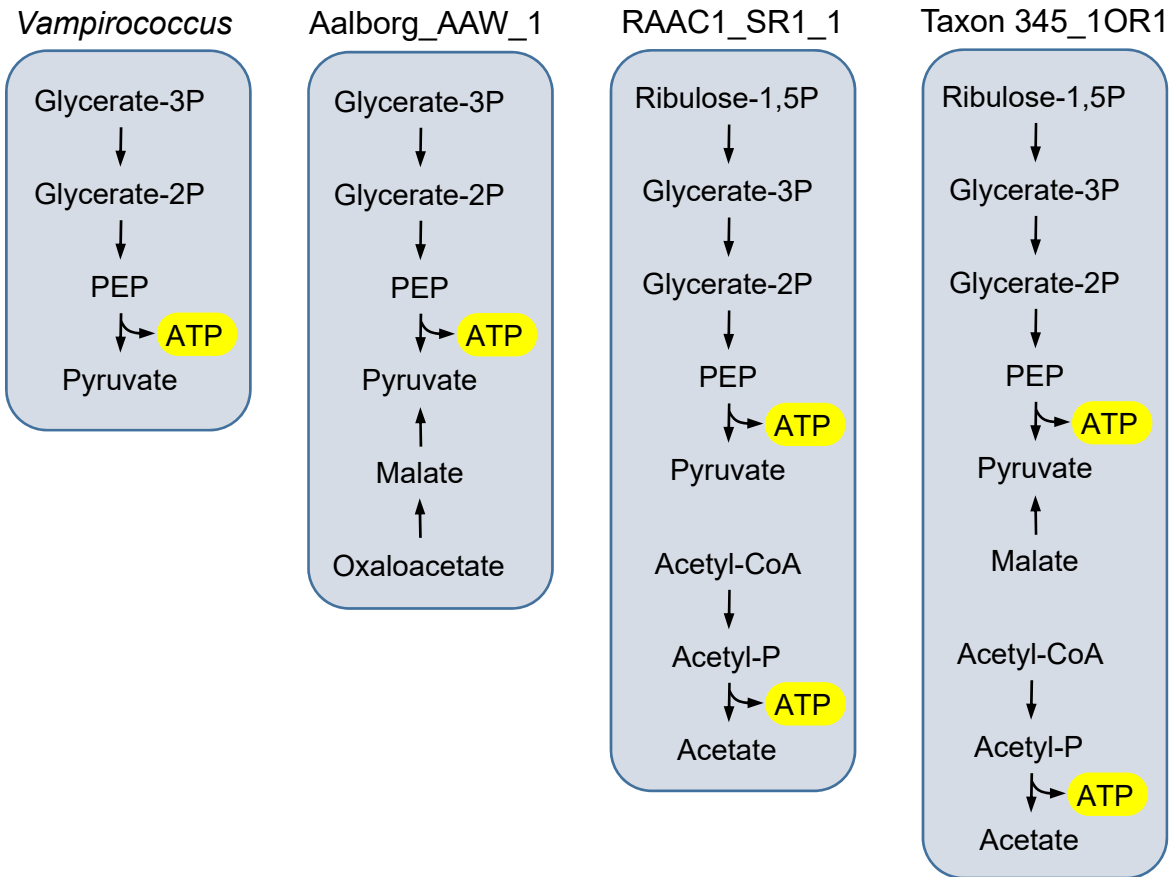 Vampirococcus
Glycerate-3P
Glycerate-2P
PEP
ATP
Pyruvate
Aalborg_AAW_1
Glycerate-3P
Glycerate-2P
PEP
ATP
Pyruvate
Malate
Oxaloacetate
RAAC1_SR1_1
Ribulose-1,5P
Glycerate-3P
Glycerate-2P
PEP
ATP
Pyruvate
Acetyl-CoA
Acetyl-P
ATP
Acetate
Taxon 345_1OR1
Ribulose-1,5P
Glycerate-3P
Glycerate-2P
PEP
ATP
Pyruvate
Malate
Acetyl-CoA
Acetyl-P
ATP
Acetate